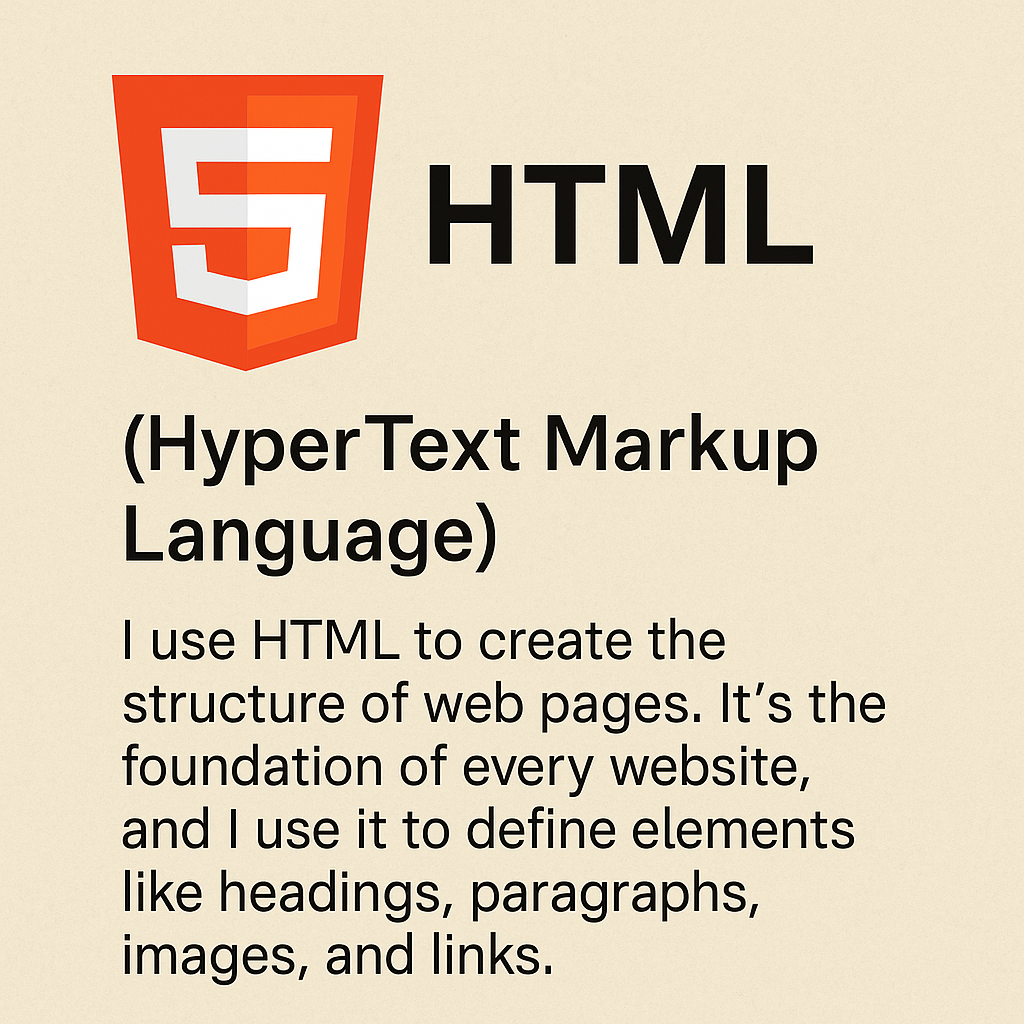 5
HTML
(HyperText Markup
Language)
I use HTML to create the
structure of web pages. It’s the
foundation of every website,
and I use it to define elements
like headings, paragraphs,
images, and links.